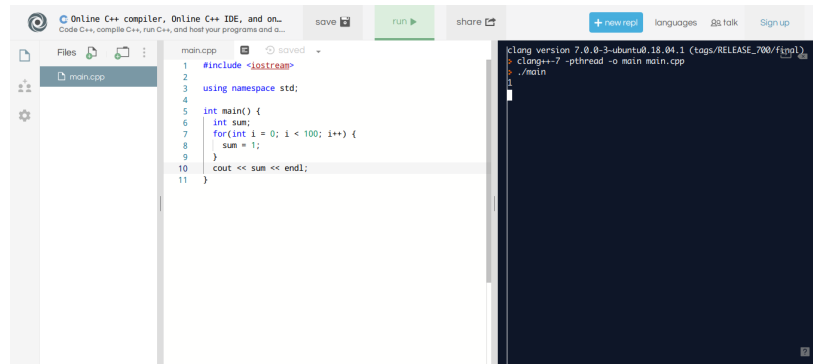 Online C++ compiler, Online C++ IDE, and on...
Code C++, compile C++, run C++, and host your programs and a...
save
run
share
+ new repl
languages
talk
Sign up
Files
main.cpp
main.cpp
saved
1 #include <iostream>
2
3 using namespace std;
4
5 int main() {
6 int sum;
7 for(int i = 0; i < 100; i++) {
8 sum = 1;
9 }
10 cout << sum << endl;
11 }
clang version 7.0.0-3~ubuntu0.18.04.1 (tags/RELEASE_700/final)
> clang++-7 -pthread -o main main.cpp
> ./main
1
?